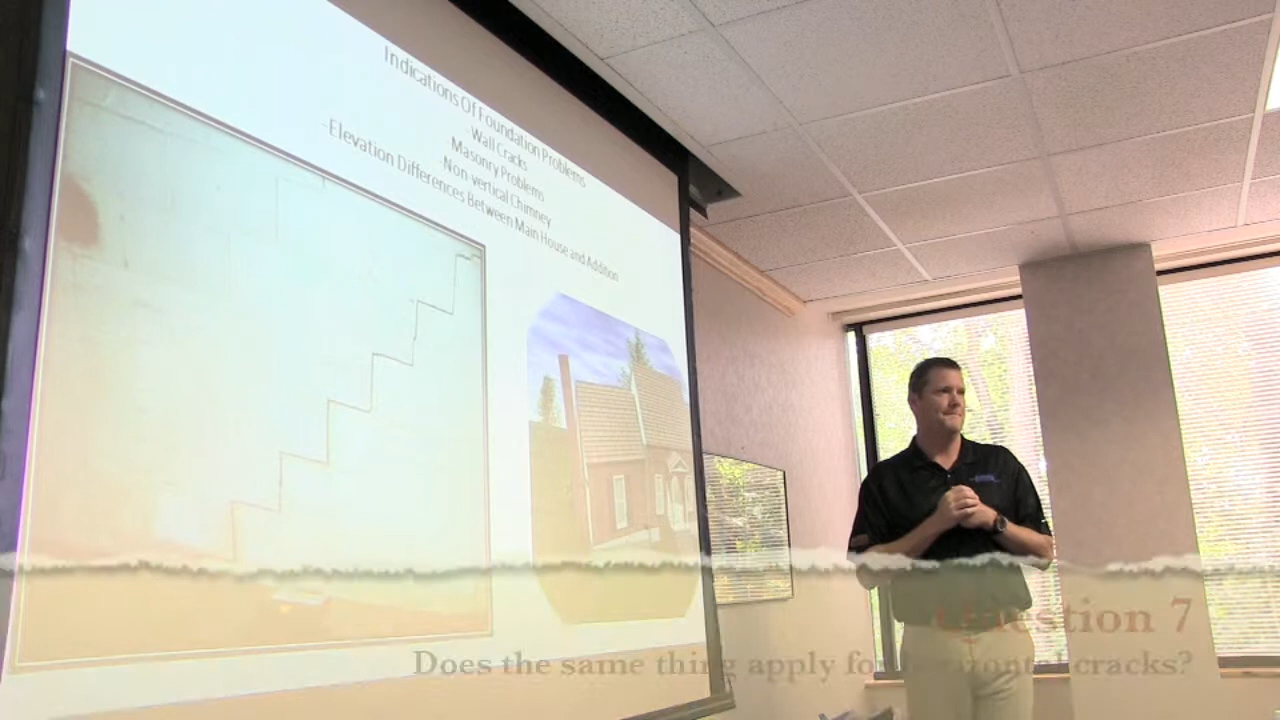 Indications Of Foundation Problems
-Wall Cracks
-Masonry Problems
-Non-vertical Chimney
-Elevation Differences Between Main House and Addition
Question 7
Does the same thing apply for horizontal cracks?